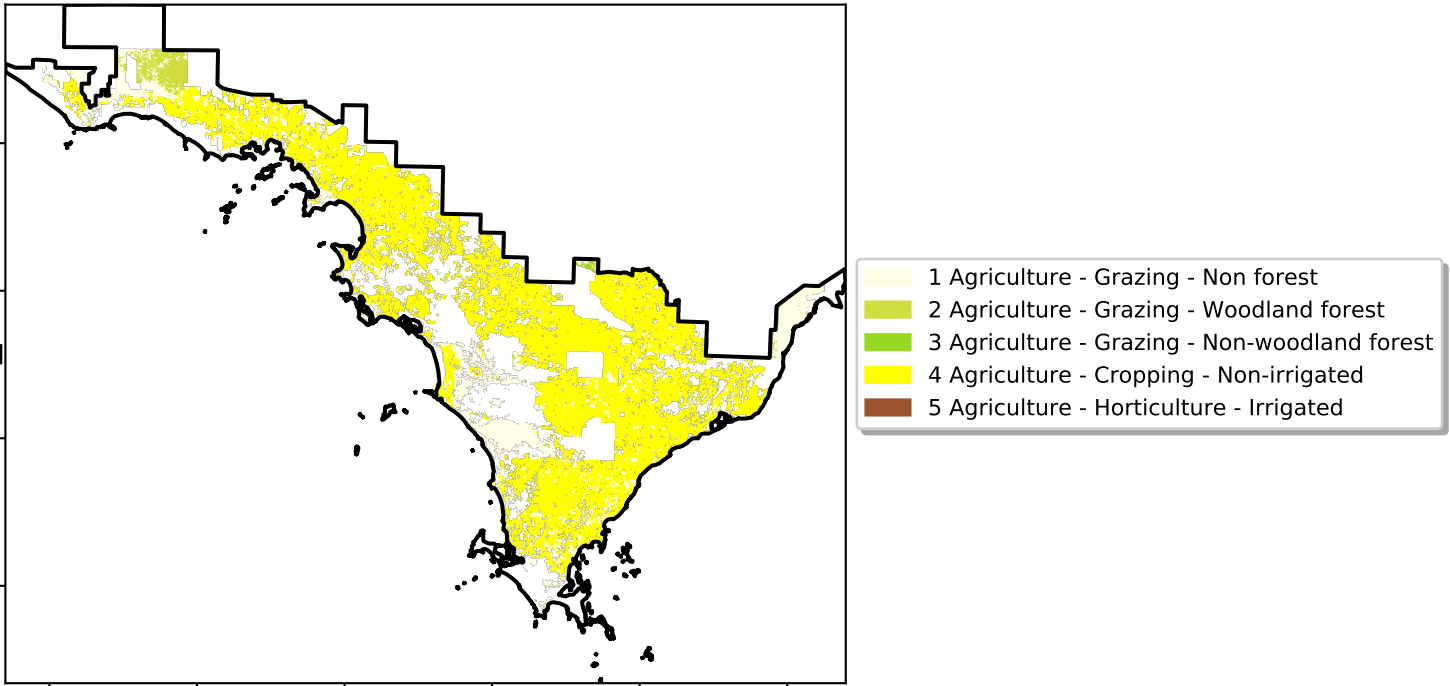 1 Agriculture - Grazing - Non forest
2 Agriculture - Grazing - Woodland forest
3 Agriculture - Grazing - Non-woodland forest
4 Agriculture - Cropping - Non-irrigated
5 Agriculture - Horticulture - Irrigated